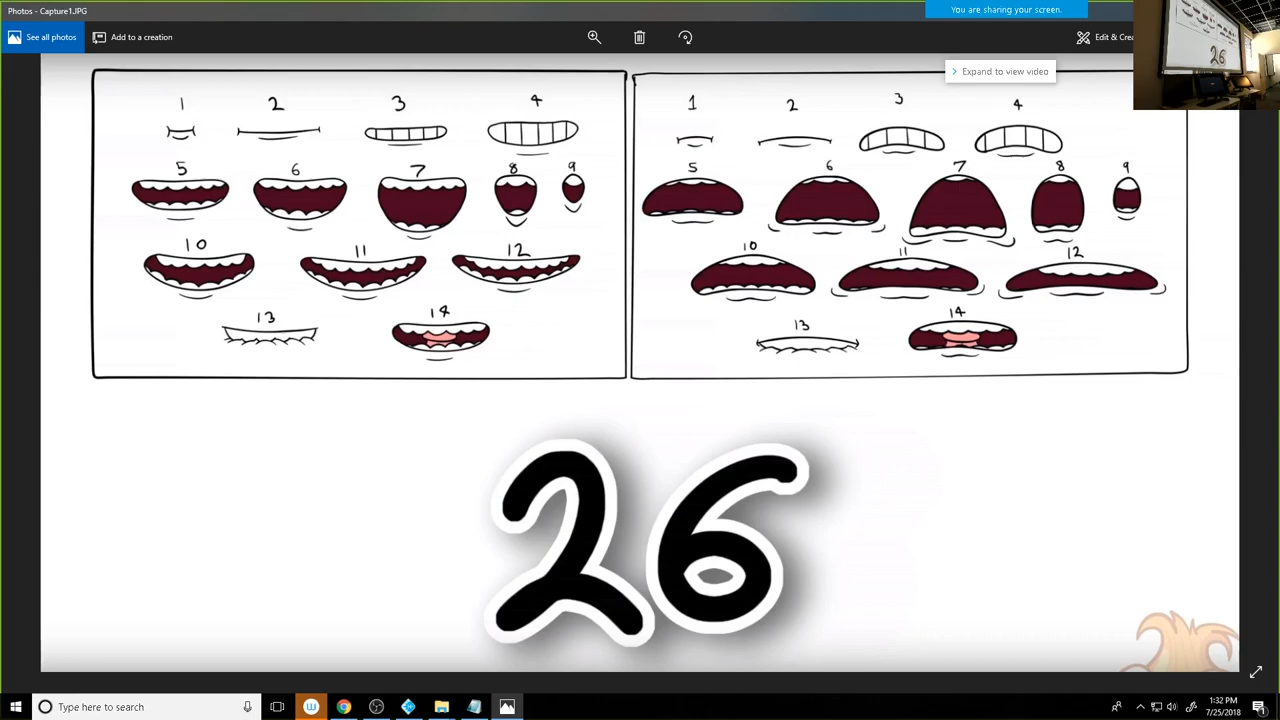 Photos - Capture1.JPG
You are sharing your screen.
See all photos
Add to a creation
Edit & Crea
Expand to view video
1 2 3 4
5 6 7 8 9
10 11 12
13 14
1 2 3 4
5 6 7 8 9
10 11 12
13 14
26
26
Type here to search
1:32 PM
7/25/2018